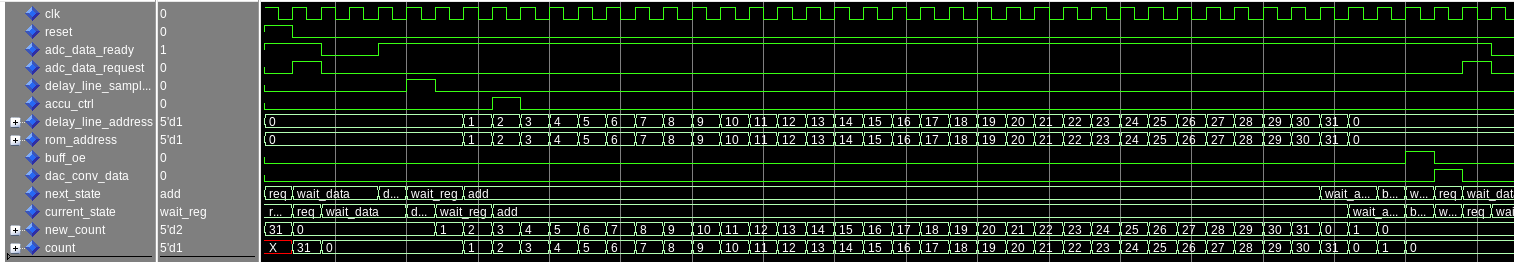 clk 0
reset 0
adc_data_ready 1
adc_data_request 0
delay_line_sampl... 0
accu_ctrl 0
delay_line_address 5'd1 0 1 2 3 4 5 6 7 8 9 10 11 12 13 14 15 16 17 18 19 20 21 22 23 24 25 26 27 28 29 30 31 0
rom_address 5'd1 0 1 2 3 4 5 6 7 8 9 10 11 12 13 14 15 16 17 18 19 20 21 22 23 24 25 26 27 28 29 30 31 0
buff_oe 0
dac_conv_data 0
next_state add req wait_data d... wait_reg add wait_a... b... w... req wait_dat
current_state wait_reg r... req wait_data d... wait_reg add wait_a... b... w... req wai
new_count 5'd2 31 0 1 2 3 4 5 6 7 8 9 10 11 12 13 14 15 16 17 18 19 20 21 22 23 24 25 26 27 28 29 30 31 0 1 0
count 5'd1 X 31 0 1 2 3 4 5 6 7 8 9 10 11 12 13 14 15 16 17 18 19 20 21 22 23 24 25 26 27 28 29 30 31 0 1 0